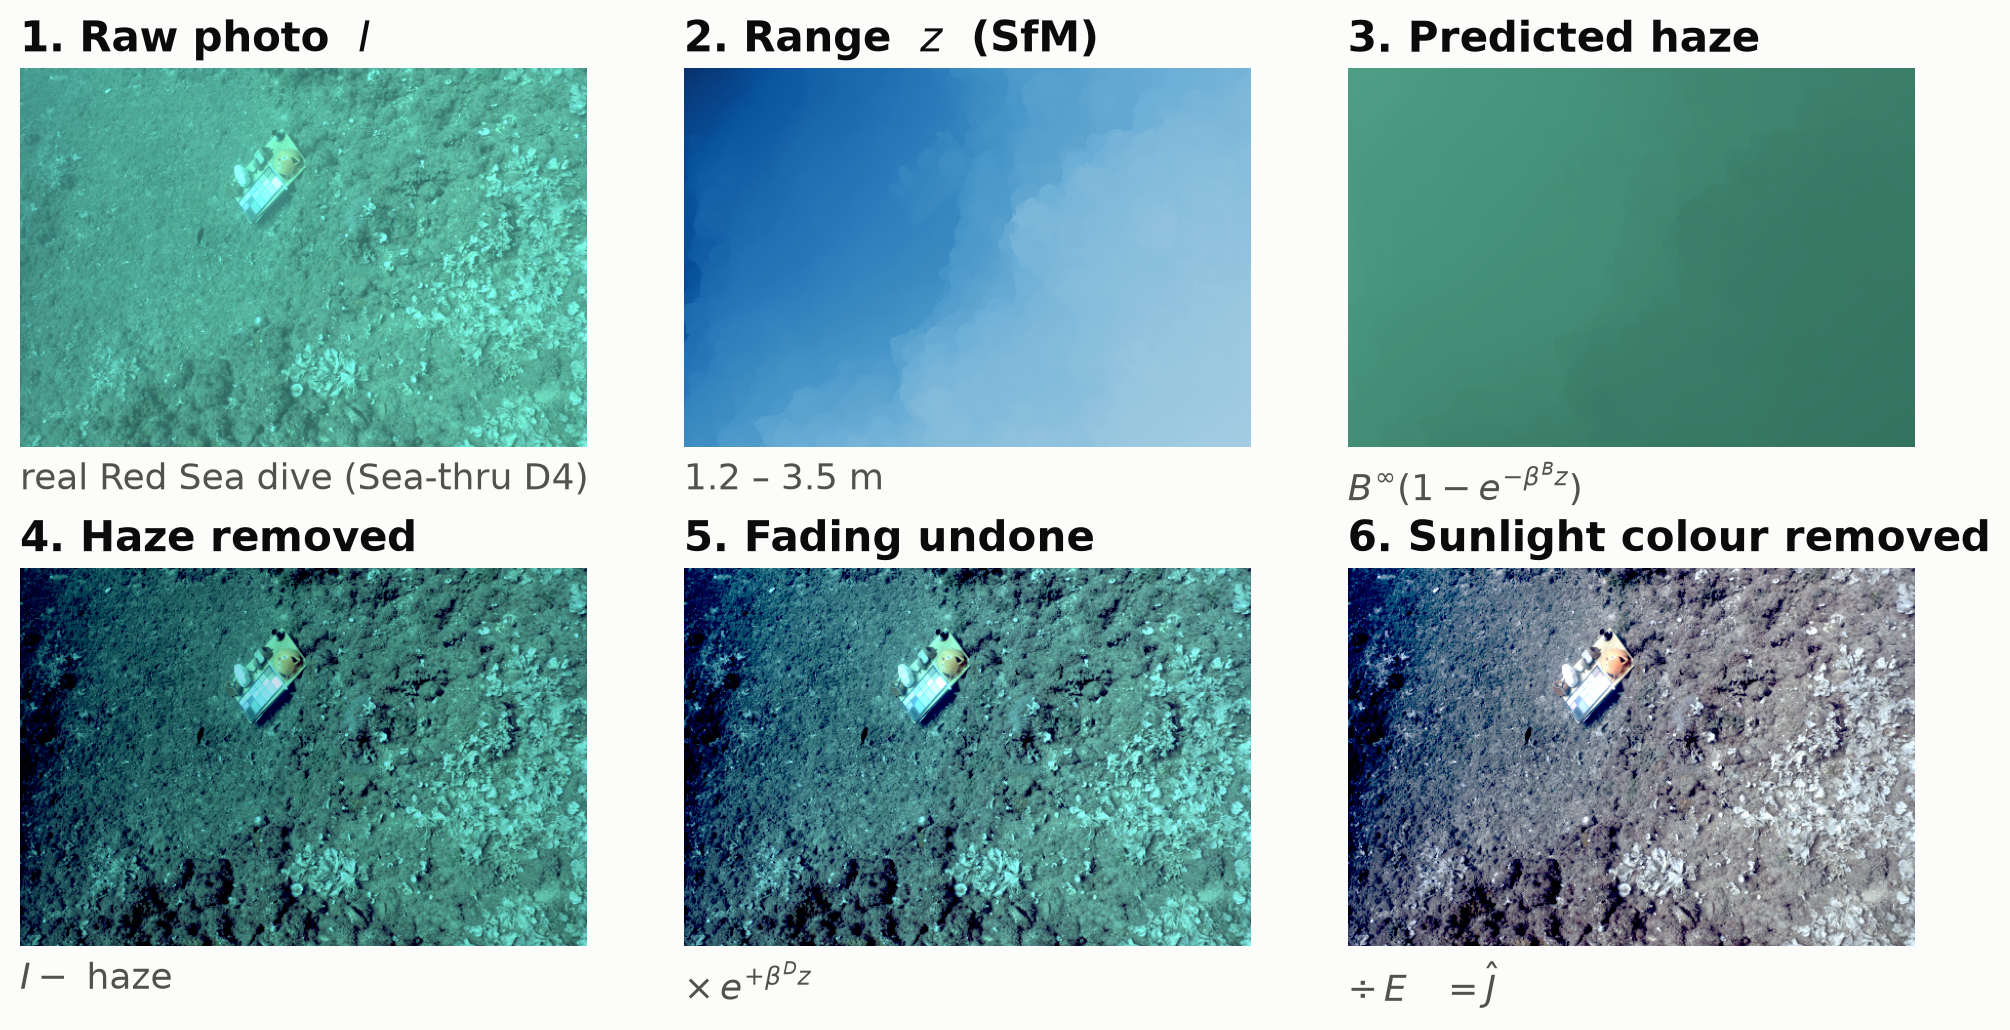 1. Raw photo I
2. Range z (SfM)
3. Predicted haze
real Red Sea dive (Sea-thru D4)
1.2 – 3.5 m
B^∞(1 − e^{−β^B z})
4. Haze removed
5. Fading undone
6. Sunlight colour removed
I − haze
× e^{+β^D z}
÷ E = Ĵ